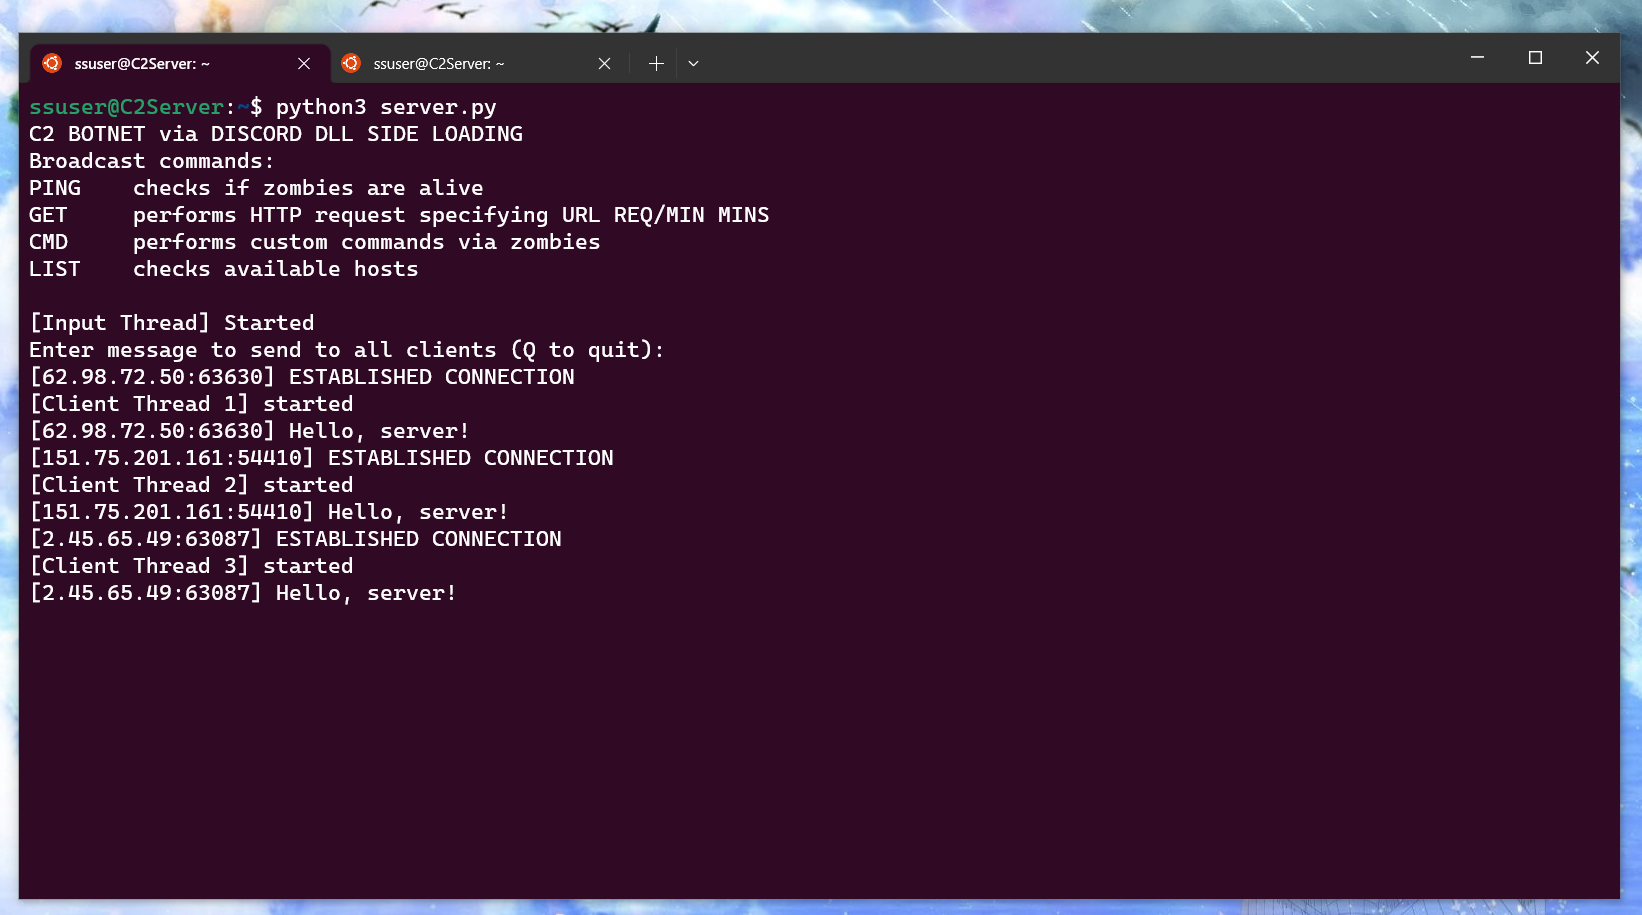 ssuser@C2Server: ~
ssuser@C2Server: ~
ssuser@C2Server:~$ python3 server.py
C2 BOTNET via DISCORD DLL SIDE LOADING
Broadcast commands:
PING    checks if zombies are alive
GET     performs HTTP request specifying URL REQ/MIN MINS
CMD     performs custom commands via zombies
LIST    checks available hosts
[Input Thread] Started
Enter message to send to all clients (Q to quit):
[62.98.72.50:63630] ESTABLISHED CONNECTION
[Client Thread 1] started
[62.98.72.50:63630] Hello, server!
[151.75.201.161:54410] ESTABLISHED CONNECTION
[Client Thread 2] started
[151.75.201.161:54410] Hello, server!
[2.45.65.49:63087] ESTABLISHED CONNECTION
[Client Thread 3] started
[2.45.65.49:63087] Hello, server!